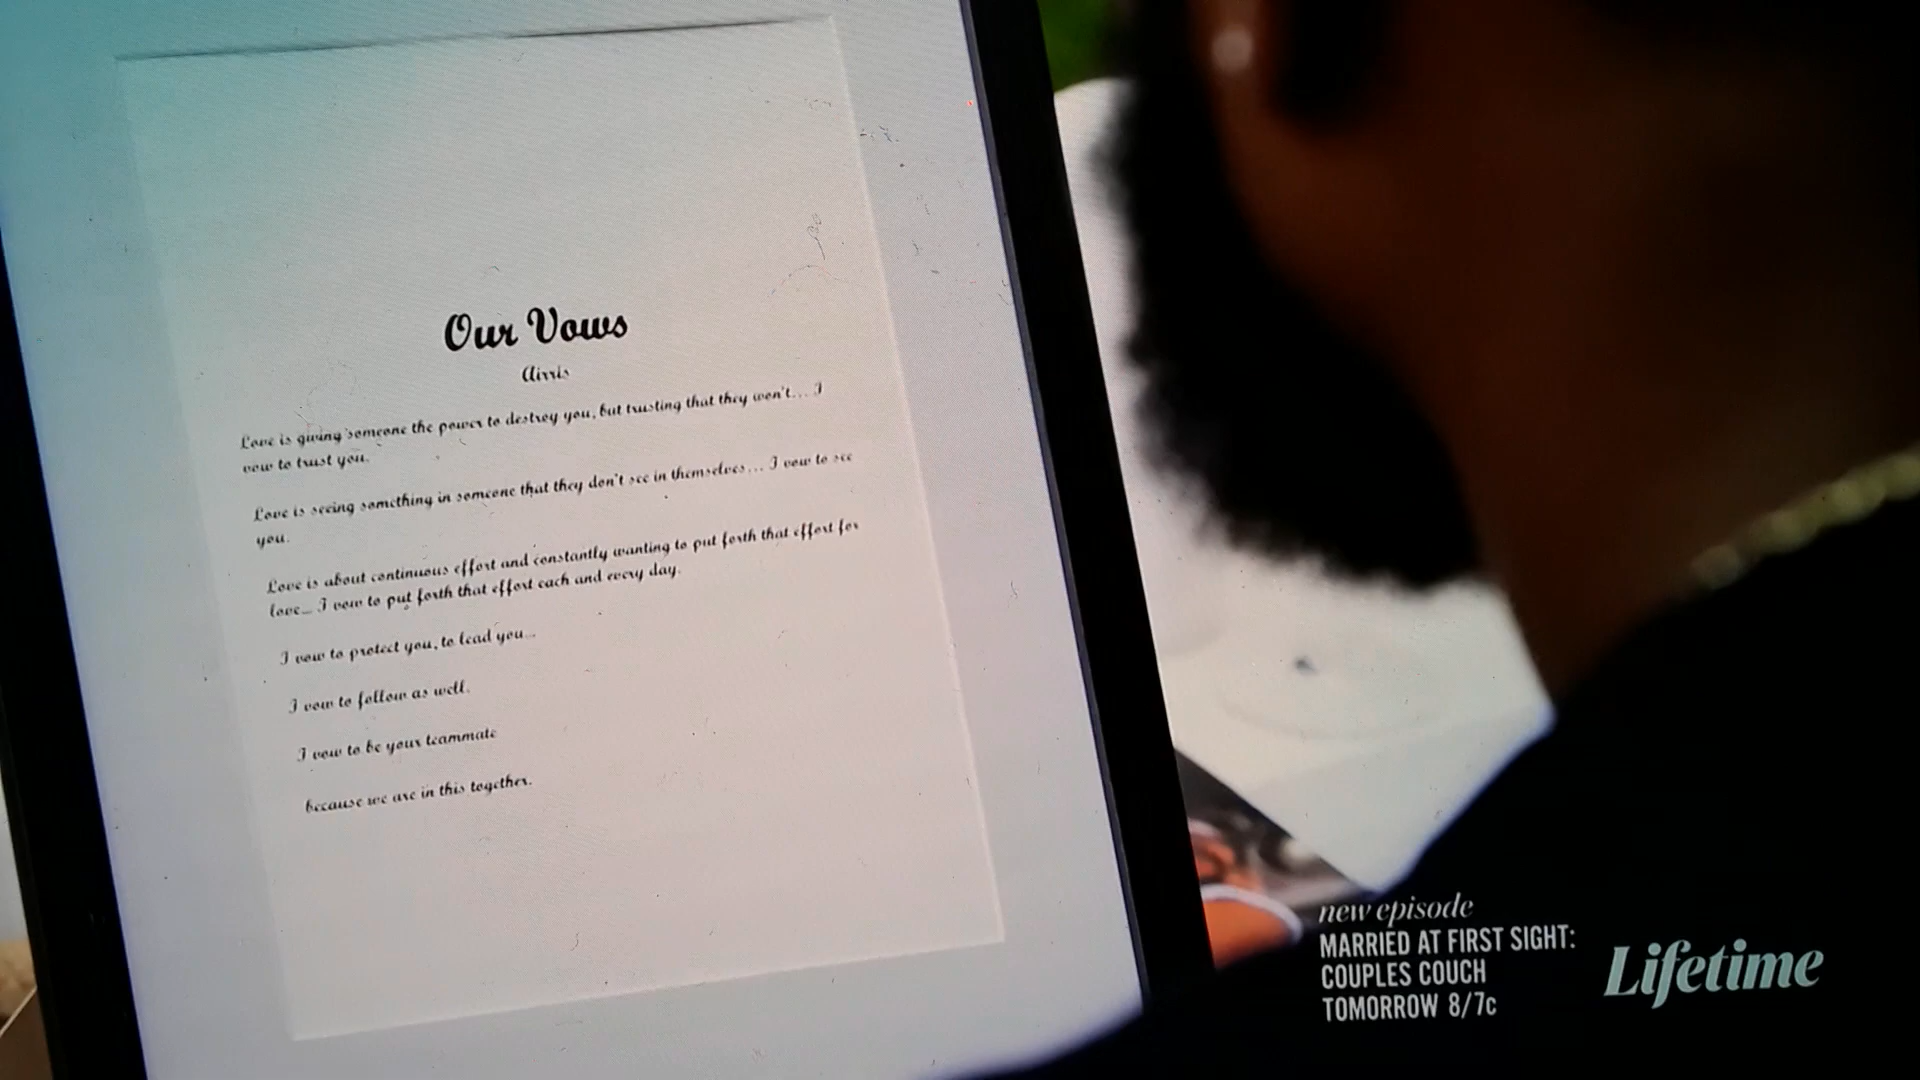 Our Vows
Airris
Love is giving someone the power to destroy you, but trusting that they won't... I
vow to trust you.
Love is seeing something in someone that they don't see in themselves... I vow to see
you.
Love is about continuous effort and constantly wanting to put forth that effort for
love... I vow to put forth that effort each and every day.
I vow to protect you, to lead you...
I vow to follow as well.
I vow to be your teammate
because we are in this together.
new episode
MARRIED AT FIRST SIGHT:
COUPLES COUCH
TOMORROW 8/7c
Lifetime